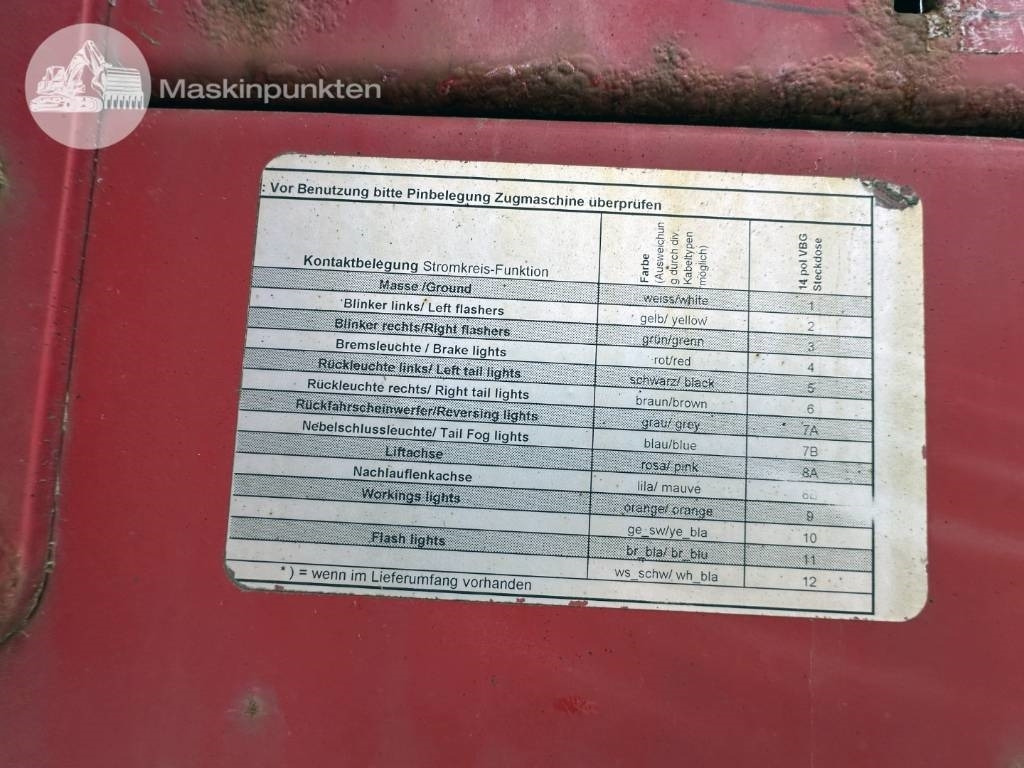 Maskinpunkten
: Vor Benutzung bitte Pinbelegung Zugmaschine überprüfen
Kontaktbelegung Stromkreis-Funktion
Farbe
(Ausweichun
g durch div.
Kabeltypen
möglich)
14 pol VBG
Steckdose
Masse /Ground weiss/white 1
Blinker links/ Left flashers gelb/ yellow 2
Blinker rechts/Right flashers grün/grenn 3
Bremsleuchte / Brake lights rot/red 4
Rückleuchte links/ Left tail lights schwarz/ black 5
Rückleuchte rechts/ Right tail lights braun/brown 6
Rückfahrscheinwerfer/Reversing lights grau/ grey 7A
Nebelschlussleuchte/ Tail Fog lights blau/blue 7B
Liftachse rosa/ pink 8A
Nachlauflenkachse lila/ mauve
Workings lights orange/ orange 9
ge_sw/ye_bla 10
Flash lights br_bla/ br_blu 11
ws_schw/ wh_bla 12
* ) = wenn im Lieferumfang vorhanden